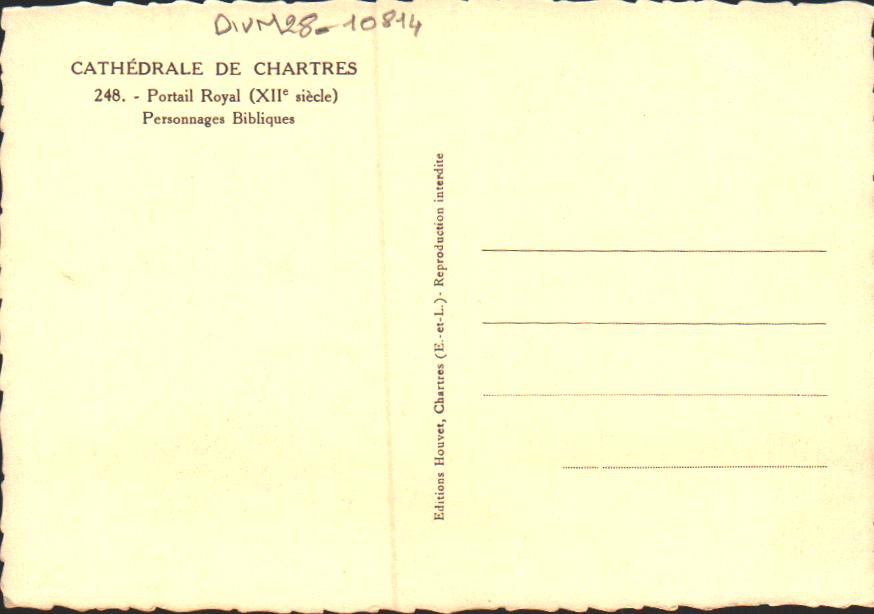 DIVM28-10814
CATHÉDRALE DE CHARTRES
248. - Portail Royal (XIIe siècle)
Personnages Bibliques
Editions Houvet, Chartres (E.-et-L.) - Reproduction interdite